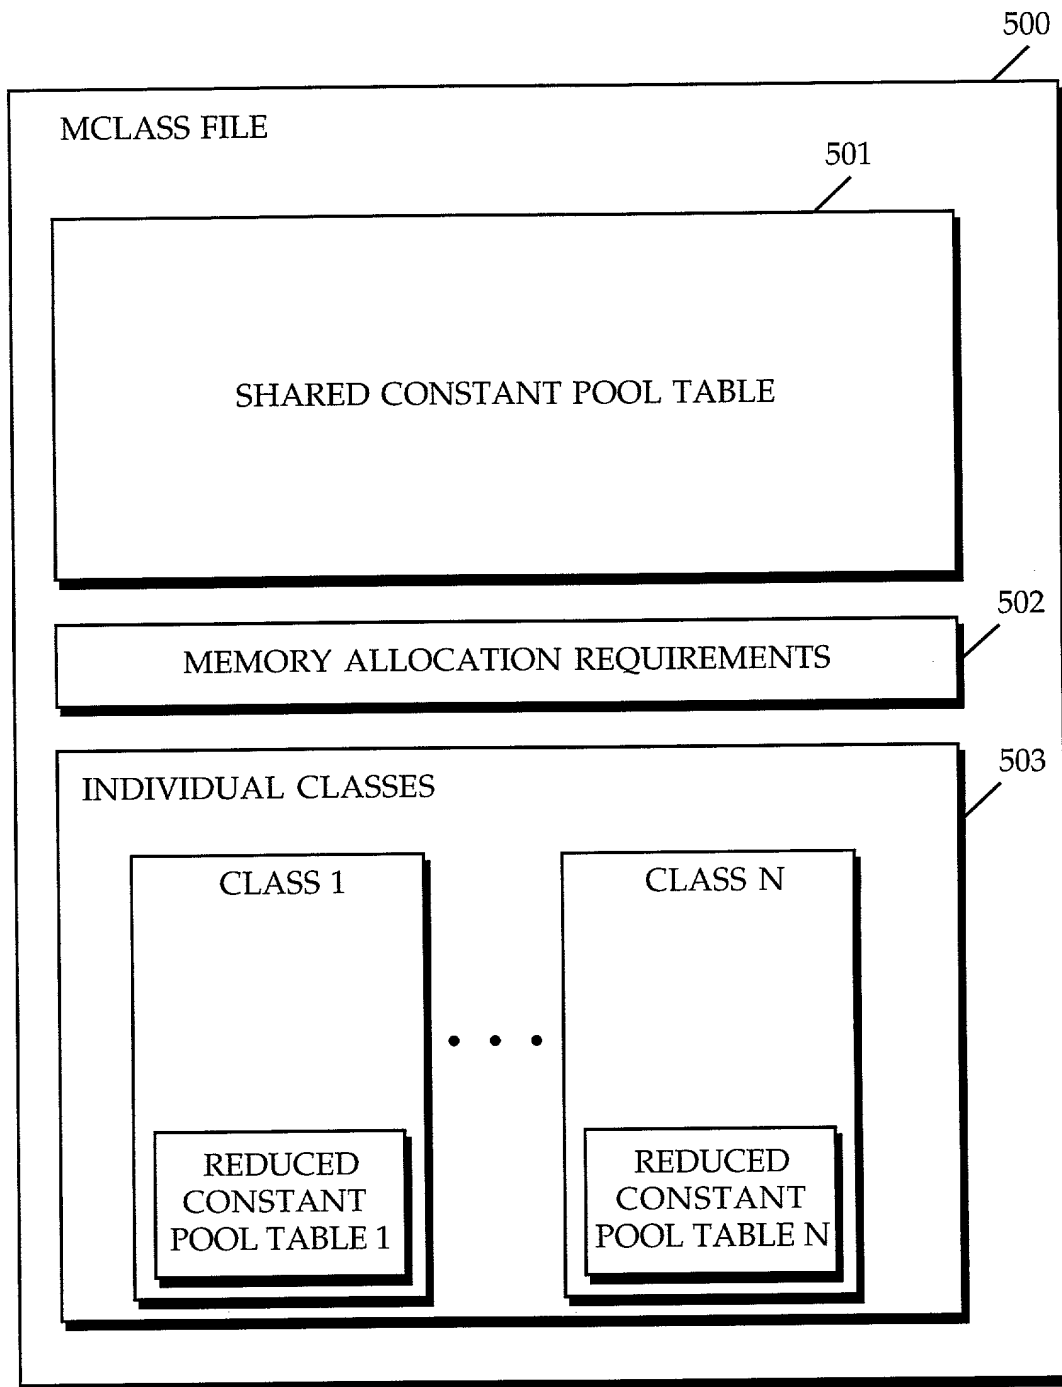 500
MCLASS FILE
501
SHARED CONSTANT POOL TABLE
502
MEMORY ALLOCATION REQUIREMENTS
503
INDIVIDUAL CLASSES
CLASS 1
REDUCED
CONSTANT
POOL TABLE 1
• • •
CLASS N
REDUCED
CONSTANT
POOL TABLE N